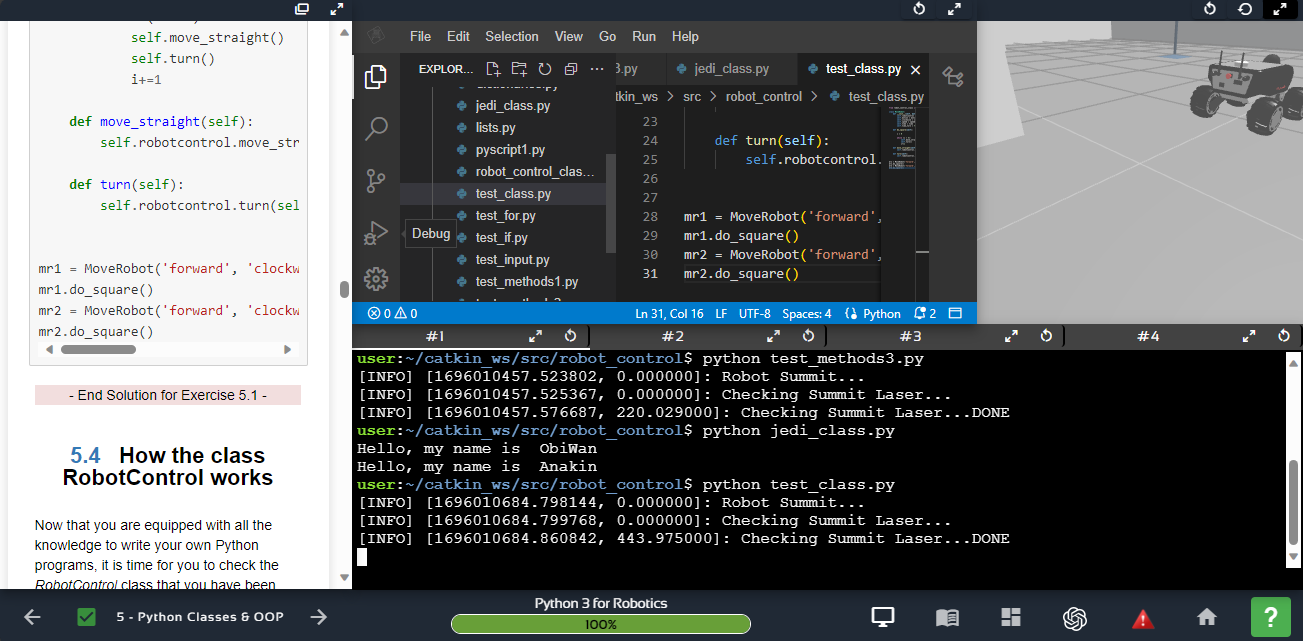 self.move_straight()
self.turn()
i+=1
def move_straight(self):
self.robotcontrol.move_str
def turn(self):
self.robotcontrol.turn(sel
mr1 = MoveRobot('forward', 'clockw
mr1.do_square()
mr2 = MoveRobot('forward', 'clockw
mr2.do_square()
- End Solution for Exercise 5.1 -
5.4 How the class
RobotControl works
Now that you are equipped with all the
knowledge to write your own Python
programs, it is time for you to check the
RobotControl class that you have been
File Edit Selection View Go Run Help
EXPLOR...
jedi_class.py
lists.py
pyscript1.py
robot_control_clas...
test_class.py
test_for.py
test_if.py
test_input.py
test_methods1.py
Debug
3.py jedi_class.py test_class.py
tkin_ws > src > robot_control > test_class.py
23
24 def turn(self):
25 self.robotcontrol.
26
27
28 mr1 = MoveRobot('forward',
29 mr1.do_square()
30 mr2 = MoveRobot('forward',
31 mr2.do_square()
0 0 Ln 31, Col 16 LF UTF-8 Spaces: 4 Python 2
#1 #2 #3 #4
user:~/catkin_ws/src/robot_control$ python test_methods3.py
[INFO] [1696010457.523802, 0.000000]: Robot Summit...
[INFO] [1696010457.525367, 0.000000]: Checking Summit Laser...
[INFO] [1696010457.576687, 220.029000]: Checking Summit Laser...DONE
user:~/catkin_ws/src/robot_control$ python jedi_class.py
Hello, my name is  ObiWan
Hello, my name is  Anakin
user:~/catkin_ws/src/robot_control$ python test_class.py
[INFO] [1696010684.798144, 0.000000]: Robot Summit...
[INFO] [1696010684.799768, 0.000000]: Checking Summit Laser...
[INFO] [1696010684.860842, 443.975000]: Checking Summit Laser...DONE
5 - Python Classes & OOP
Python 3 for Robotics
100%
?